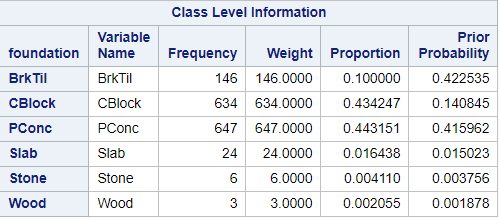 Class Level Information
foundation Variable Name Frequency Weight Proportion Prior Probability
BrkTil BrkTil 146 146.0000 0.100000 0.422535
CBlock CBlock 634 634.0000 0.434247 0.140845
PConc PConc 647 647.0000 0.443151 0.415962
Slab Slab 24 24.0000 0.016438 0.015023
Stone Stone 6 6.0000 0.004110 0.003756
Wood Wood 3 3.0000 0.002055 0.001878